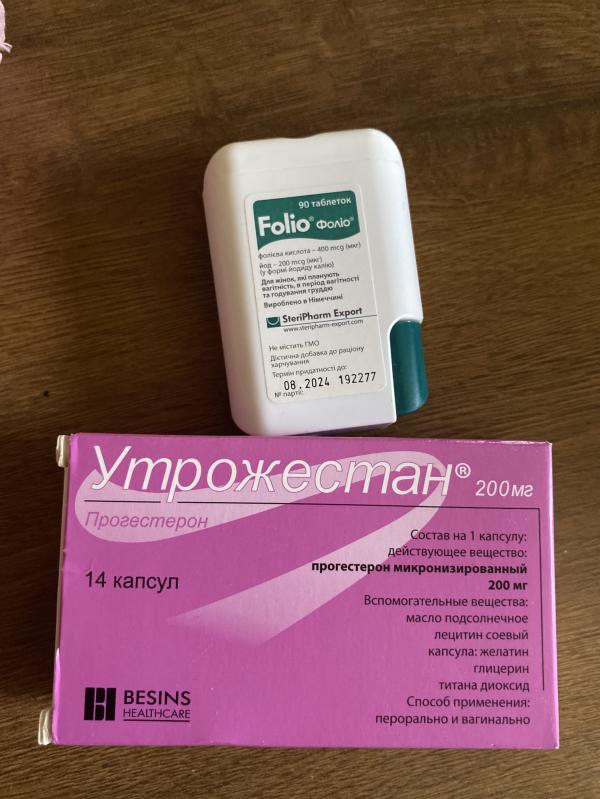 90 таблеток
Folio® Фоліо®
фолієва кислота – 400 mcg (мкг)
йод – 200 mcg (мкг)
(у формі йодиду калію)
Для жінок, які планують
вагітність, в період вагітності
та годування груддю
Вироблено в Німеччині
SteriPharm Export
www.steripharm-export.com
Не містить ГМО
Дієтична добавка до раціону
харчування
Термін придатності до:
08.2024 192277
№ партії:
Утрожестан® 200мг
Прогестерон
14 капсул
Состав на 1 капсулу:
действующее вещество:
прогестерон микронизированный
200 мг
Вспомогательные вещества:
масло подсолнечное
лецитин соевый
капсула: желатин
глицерин
титана диоксид
Способ применения:
перорально и вагинально
BESINS
HEALTHCARE